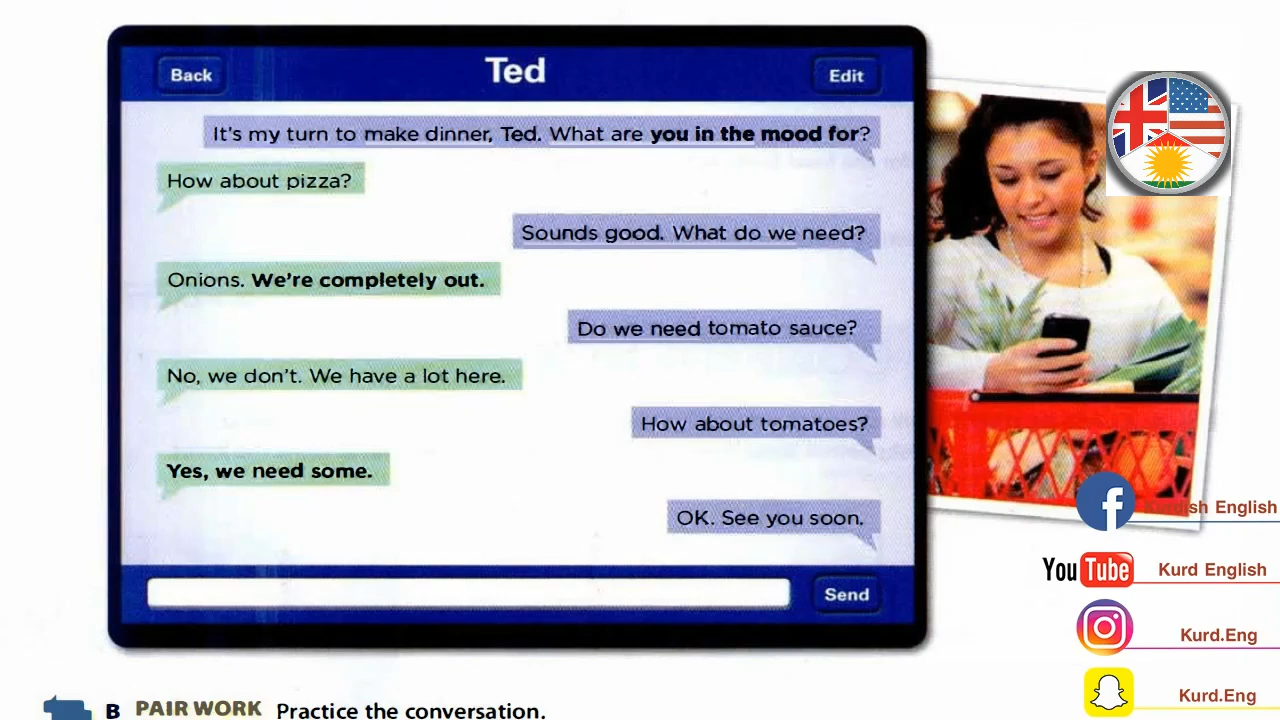 Back
Ted
Edit
It's my turn to make dinner, Ted. What are you in the mood for?
How about pizza?
Sounds good. What do we need?
Onions. We're completely out.
Do we need tomato sauce?
No, we don't. We have a lot here.
How about tomatoes?
Yes, we need some.
OK. See you soon.
Send
Kurdish English
You Tube Kurd English
Kurd.Eng
Kurd.Eng
B PAIR WORK Practice the conversation.